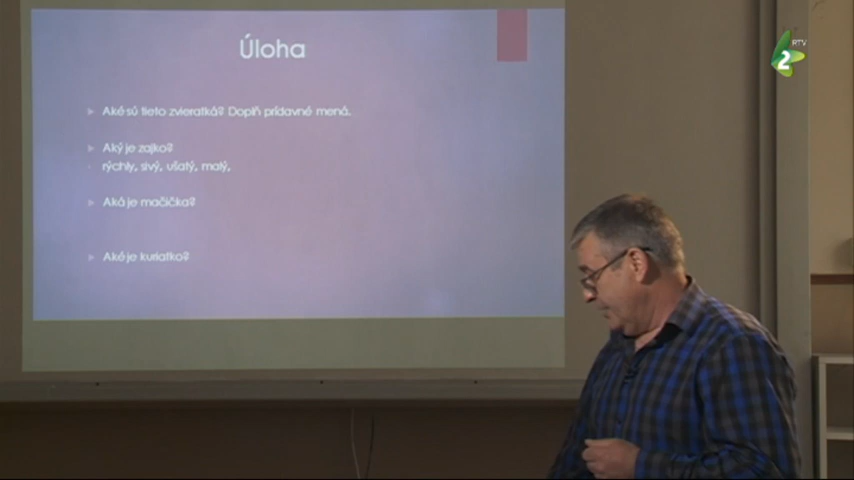 Úloha
Aké sú tieto zvieratká? Doplň prídavné mená.
Aký je zajko?
rýchly, sivý, ušatý, malý,
Aká je mačička?
Aké je kuriatko?
RTV
2